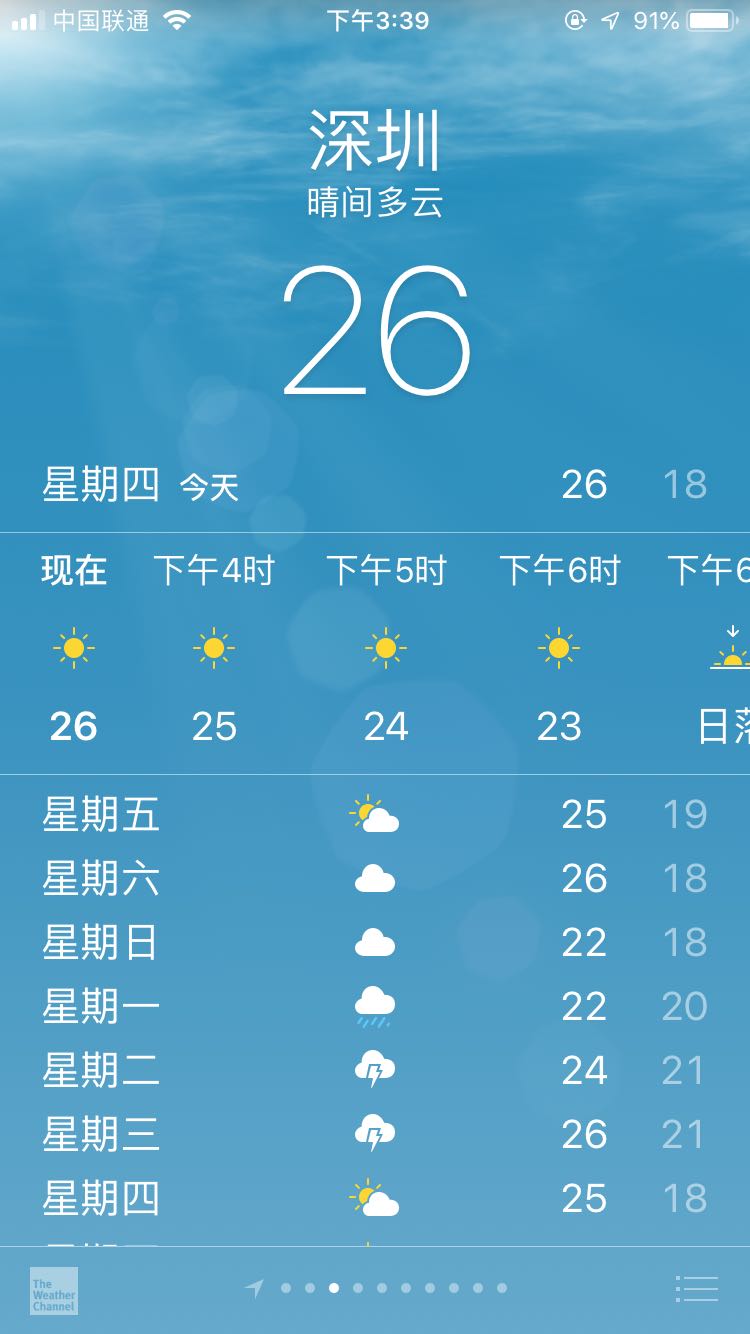 中国联通 下午3:39 91%
深圳
晴间多云
26
星期四 今天 26 18
现在 下午4时 下午5时 下午6时 下午6
26 25 24 23 日落
星期五 25 19
星期六 26 18
星期日 22 18
星期一 22 20
星期二 24 21
星期三 26 21
星期四 25 18
The
Weather
Channel